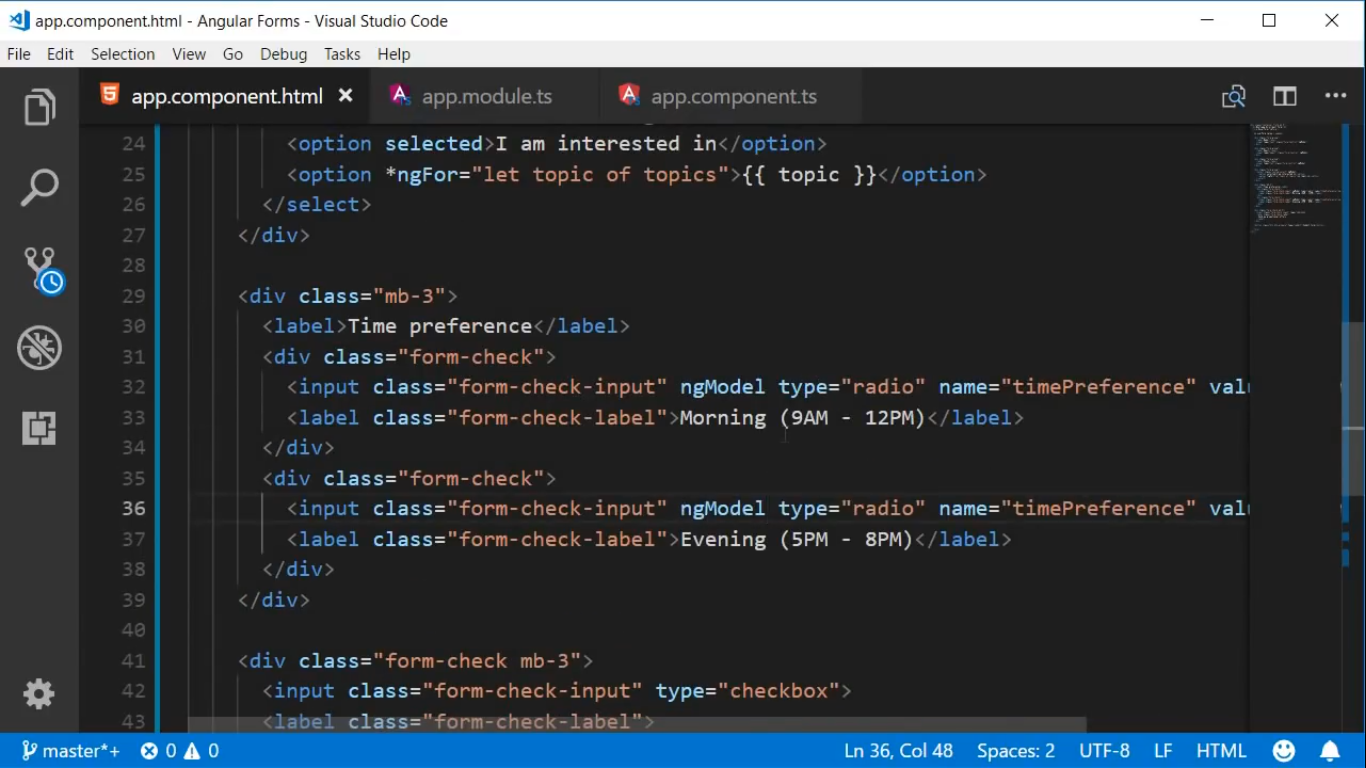 app.component.html - Angular Forms - Visual Studio Code
File Edit Selection View Go Debug Tasks Help
app.component.html app.module.ts app.component.ts
24 <option selected>I am interested in</option>
25 <option *ngFor="let topic of topics">{{ topic }}</option>
26 </select>
27 </div>
28
29 <div class="mb-3">
30 <label>Time preference</label>
31 <div class="form-check">
32 <input class="form-check-input" ngModel type="radio" name="timePreference" valu
33 <label class="form-check-label">Morning (9AM - 12PM)</label>
34 </div>
35 <div class="form-check">
36 <input class="form-check-input" ngModel type="radio" name="timePreference" valu
37 <label class="form-check-label">Evening (5PM - 8PM)</label>
38 </div>
39 </div>
40
41 <div class="form-check mb-3">
42 <input class="form-check-input" type="checkbox">
43 <label class="form-check-label">
master*+ 0 0 Ln 36, Col 48 Spaces: 2 UTF-8 LF HTML